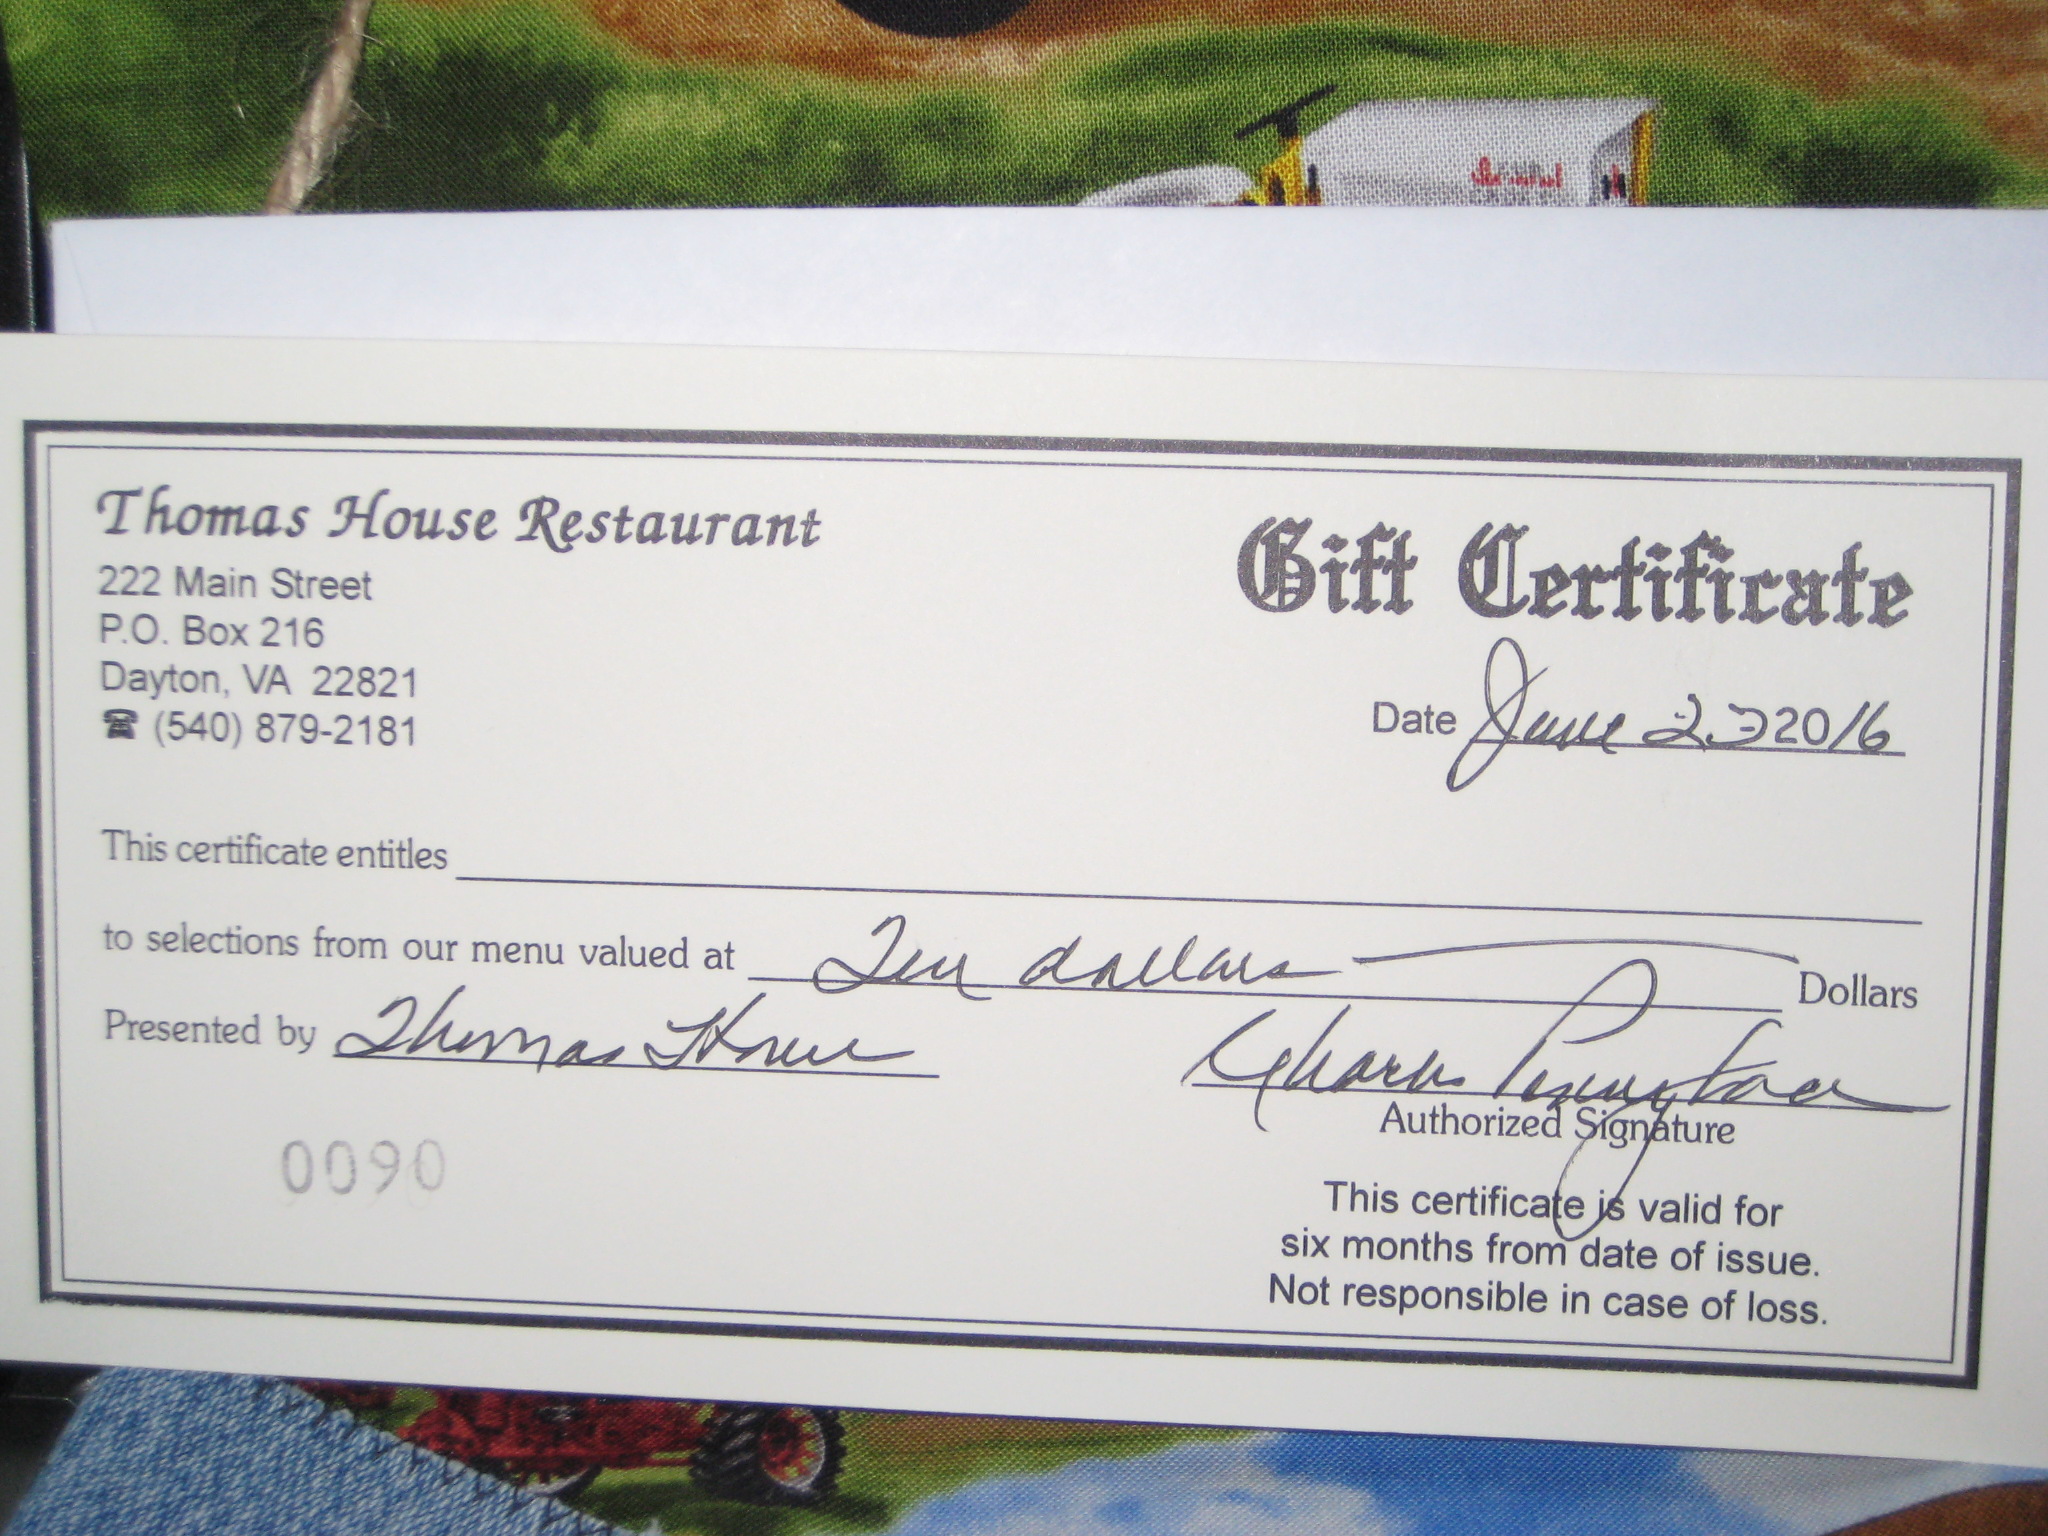 Thomas House Restaurant
222 Main Street
P.O. Box 216
Dayton, VA 22821
☎ (540) 879-2181
Gift Certificate
Date June 23 2016
This certificate entitles
to selections from our menu valued at Ten dollars Dollars
Presented by Thomas House
Authorized Signature
0090
This certificate is valid for
six months from date of issue.
Not responsible in case of loss.